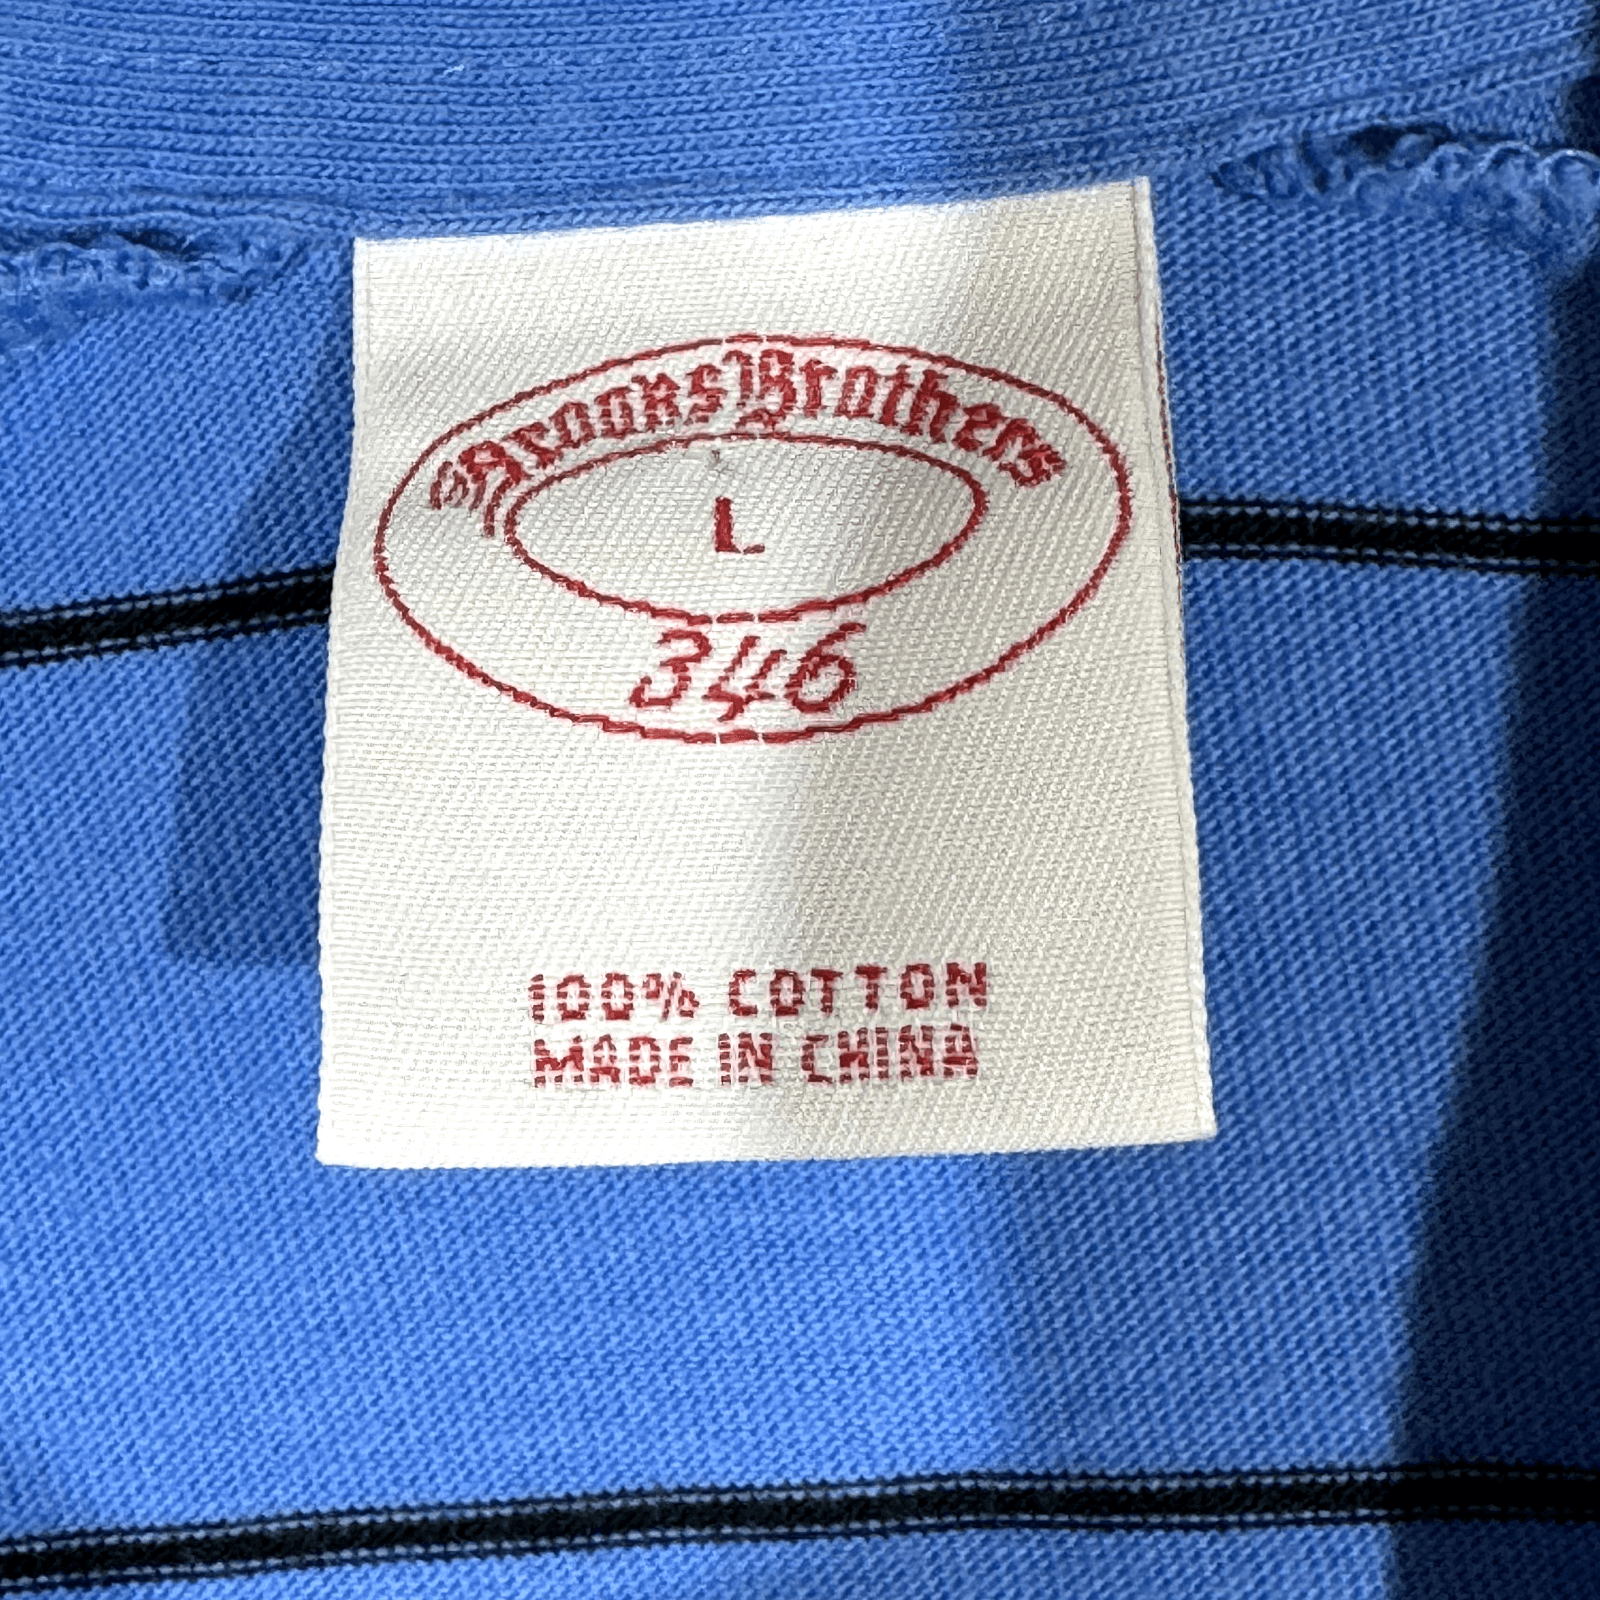 Brooks Brothers
L
346
100% COTTON
MADE IN CHINA